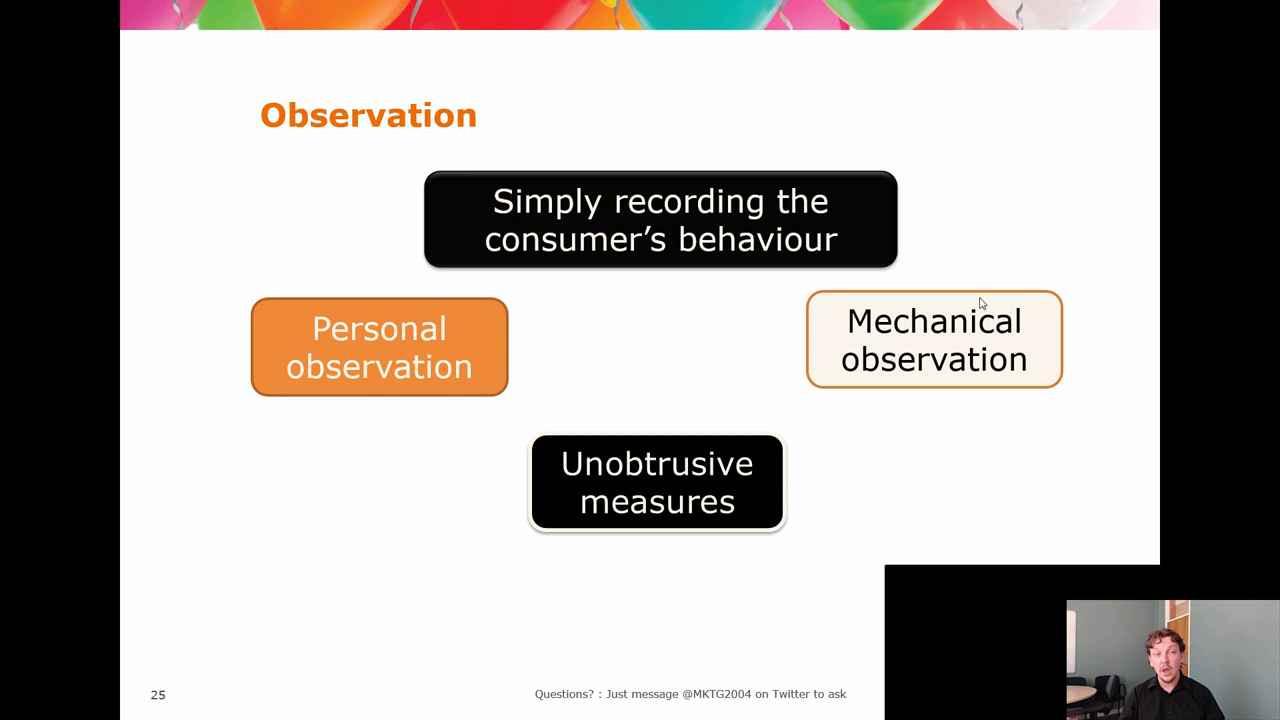 Observation
Simply recording the
consumer’s behaviour
Personal
observation
Mechanical
observation
Unobtrusive
measures
25
Questions? : Just message @MKTG2004 on Twitter to ask